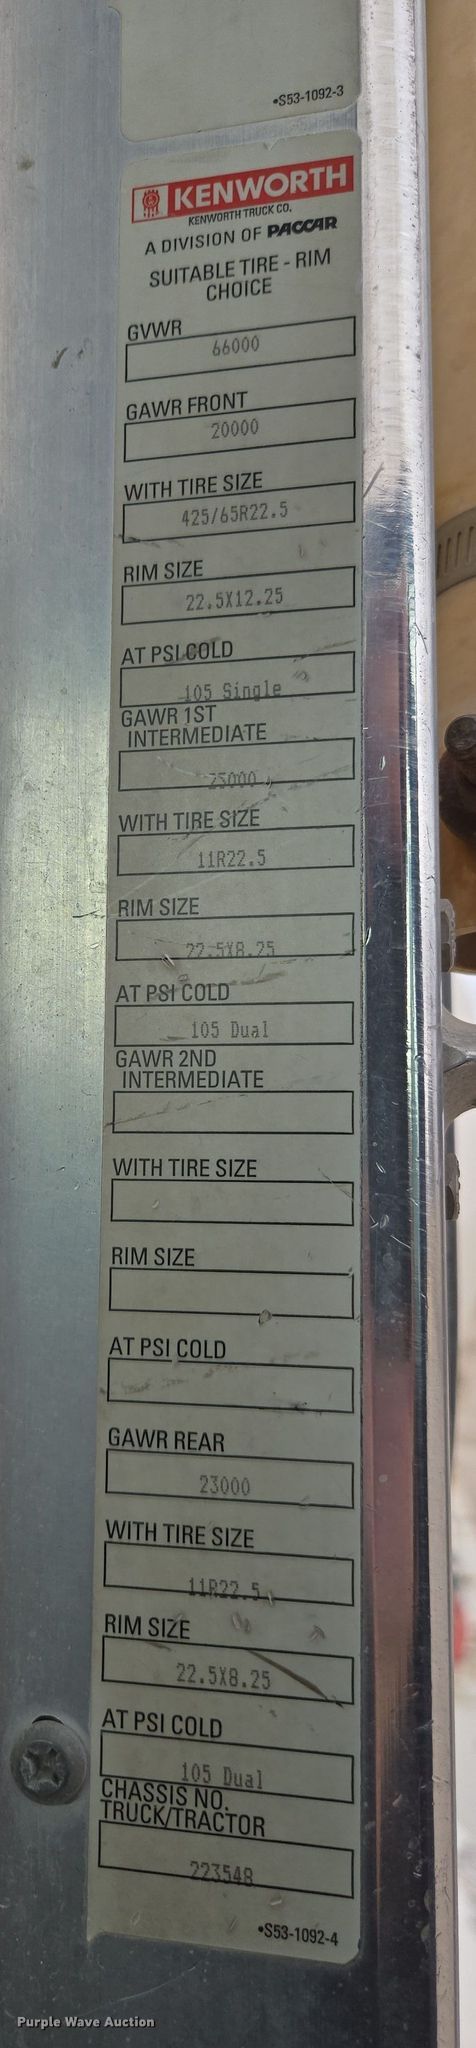 •S53-1092-3
KENWORTH
KENWORTH TRUCK CO.
A DIVISION OF PACCAR
SUITABLE TIRE - RIM
CHOICE
GVWR
66000
GAWR FRONT
20000
WITH TIRE SIZE
425/65R22.5
RIM SIZE
22.5X12.25
AT PSI COLD
105 Single
GAWR 1ST
INTERMEDIATE
23000
WITH TIRE SIZE
11R22.5
RIM SIZE
22.5X8.25
AT PSI COLD
105 Dual
GAWR 2ND
INTERMEDIATE
WITH TIRE SIZE
RIM SIZE
AT PSI COLD
GAWR REAR
23000
WITH TIRE SIZE
11R22.5
RIM SIZE
22.5X8.25
AT PSI COLD
105 Dual
CHASSIS NO.
TRUCK/TRACTOR
223548
•S53-1092-4
Purple Wave Auction